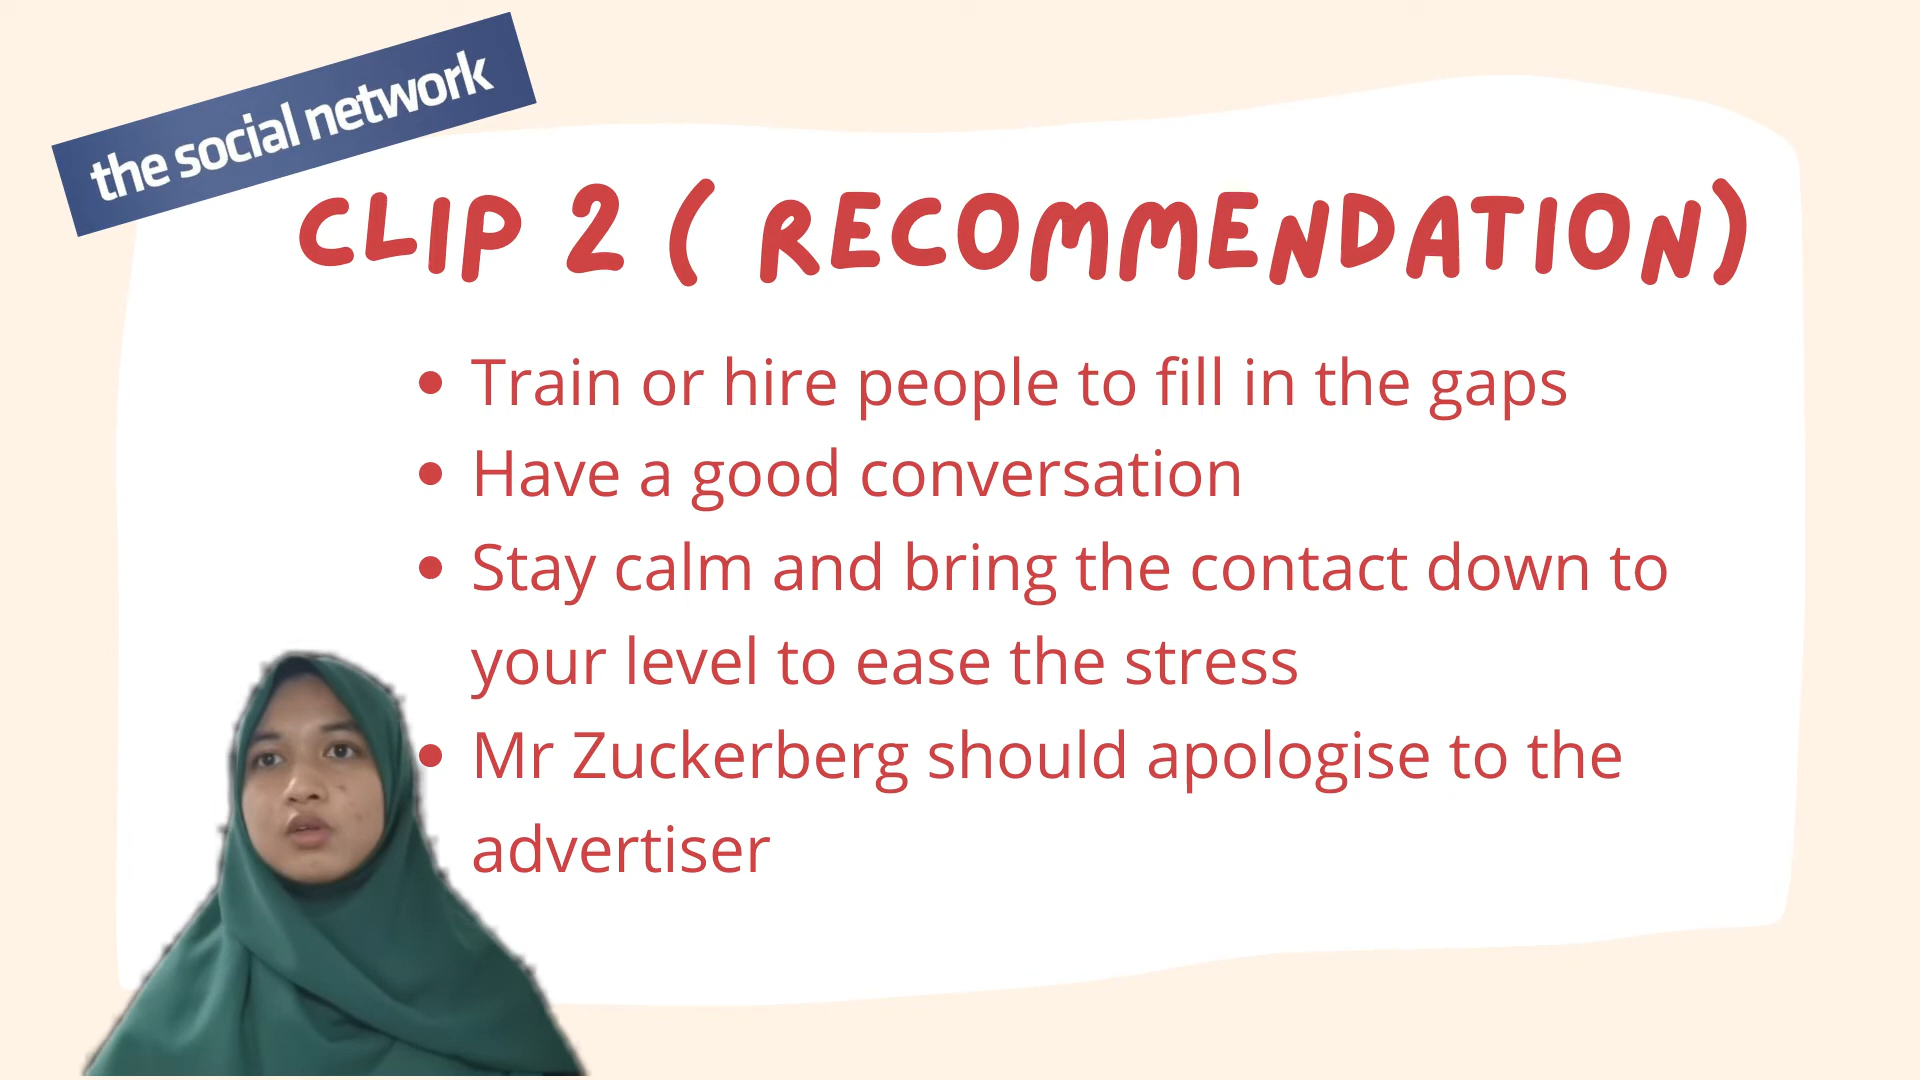 the social network
CLIP 2 ( RECOMMENDATION)
• Train or hire people to fill in the gaps
• Have a good conversation
• Stay calm and bring the contact down to
your level to ease the stress
• Mr Zuckerberg should apologise to the
advertiser